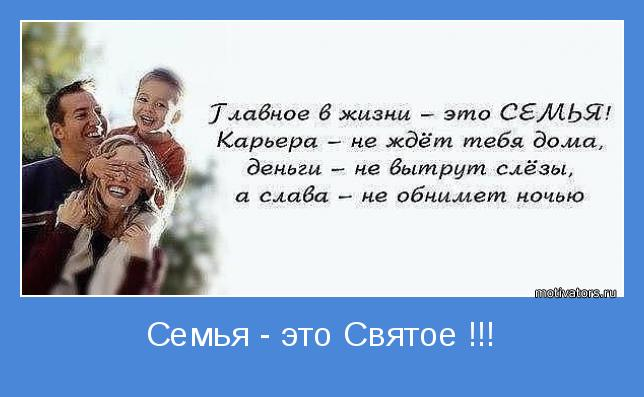 Главное в жизни – это СЕМЬЯ!
Карьера – не ждёт тебя дома,
деньги – не вытрут слёзы,
а слава – не обнимет ночью
motivators.ru
Семья - это Святое !!!